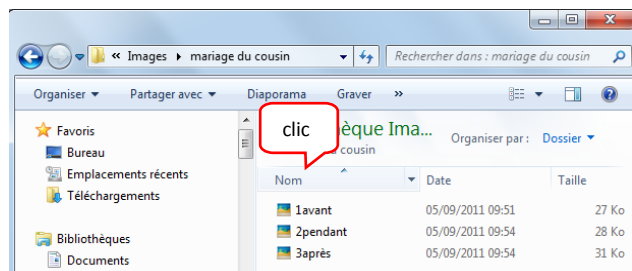 « Images ▸ mariage du cousin
Rechercher dans : mariage du cousin
Organiser ▼ Partager avec ▼ Diaporama Graver »
Favoris
Bureau
Emplacements récents
Téléchargements
Bibliothèques
Documents
clic
èque Ima...
cousin
Organiser par : Dossier ▼
Nom Date Taille
1avant 05/09/2011 09:51 27 Ko
2pendant 05/09/2011 09:54 28 Ko
3après 05/09/2011 09:54 31 Ko